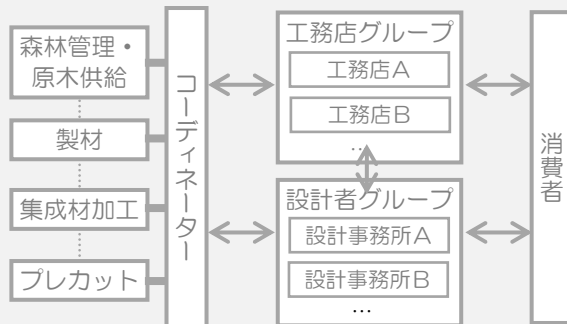 森林管理・
原木供給
製材
集成材加工
プレカット
コーディネーター
工務店グループ
工務店A
工務店B
…
設計者グループ
設計事務所A
設計事務所B
…
消費者